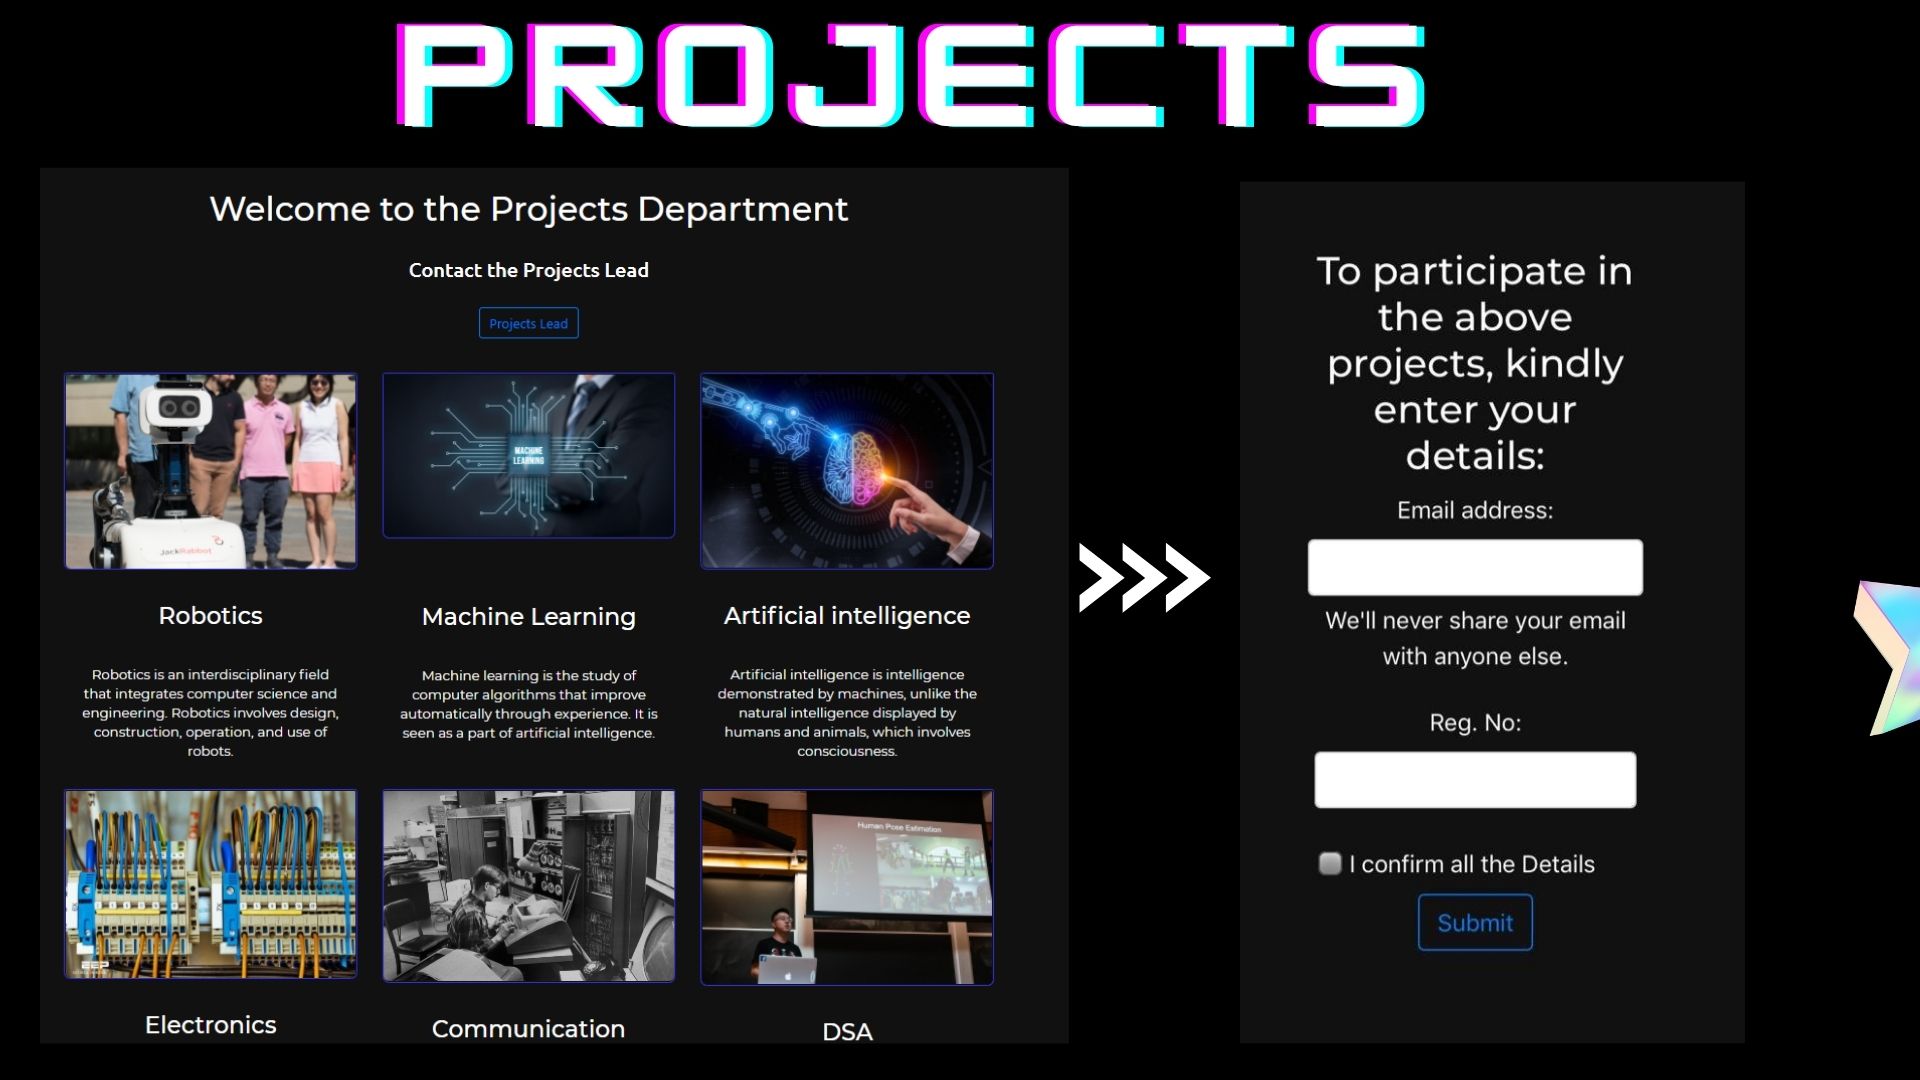 PROJECTS
Welcome to the Projects Department
Contact the Projects Lead
Projects Lead
JackRabbot
MACHINE
LEARNING
Robotics
Robotics is an interdisciplinary field
that integrates computer science and
engineering. Robotics involves design,
construction, operation, and use of
robots.
Machine Learning
Machine learning is the study of
computer algorithms that improve
automatically through experience. It is
seen as a part of artificial intelligence.
Artificial intelligence
Artificial intelligence is intelligence
demonstrated by machines, unlike the
natural intelligence displayed by
humans and animals, which involves
consciousness.
EEP
Human Pose Estimation
Electronics
Communication
DSA
To participate in
the above
projects, kindly
enter your
details:
Email address:
We'll never share your email
with anyone else.
Reg. No:
I confirm all the Details
Submit